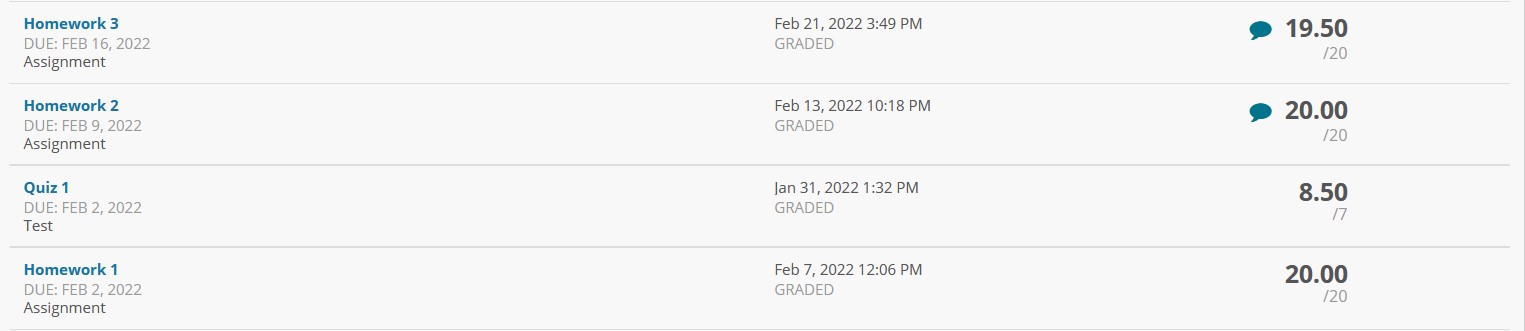 Homework 3
DUE: FEB 16, 2022
Assignment
Feb 21, 2022 3:49 PM
GRADED
19.50
/20
Homework 2
DUE: FEB 9, 2022
Assignment
Feb 13, 2022 10:18 PM
GRADED
20.00
/20
Quiz 1
DUE: FEB 2, 2022
Test
Jan 31, 2022 1:32 PM
GRADED
8.50
/7
Homework 1
DUE: FEB 2, 2022
Assignment
Feb 7, 2022 12:06 PM
GRADED
20.00
/20